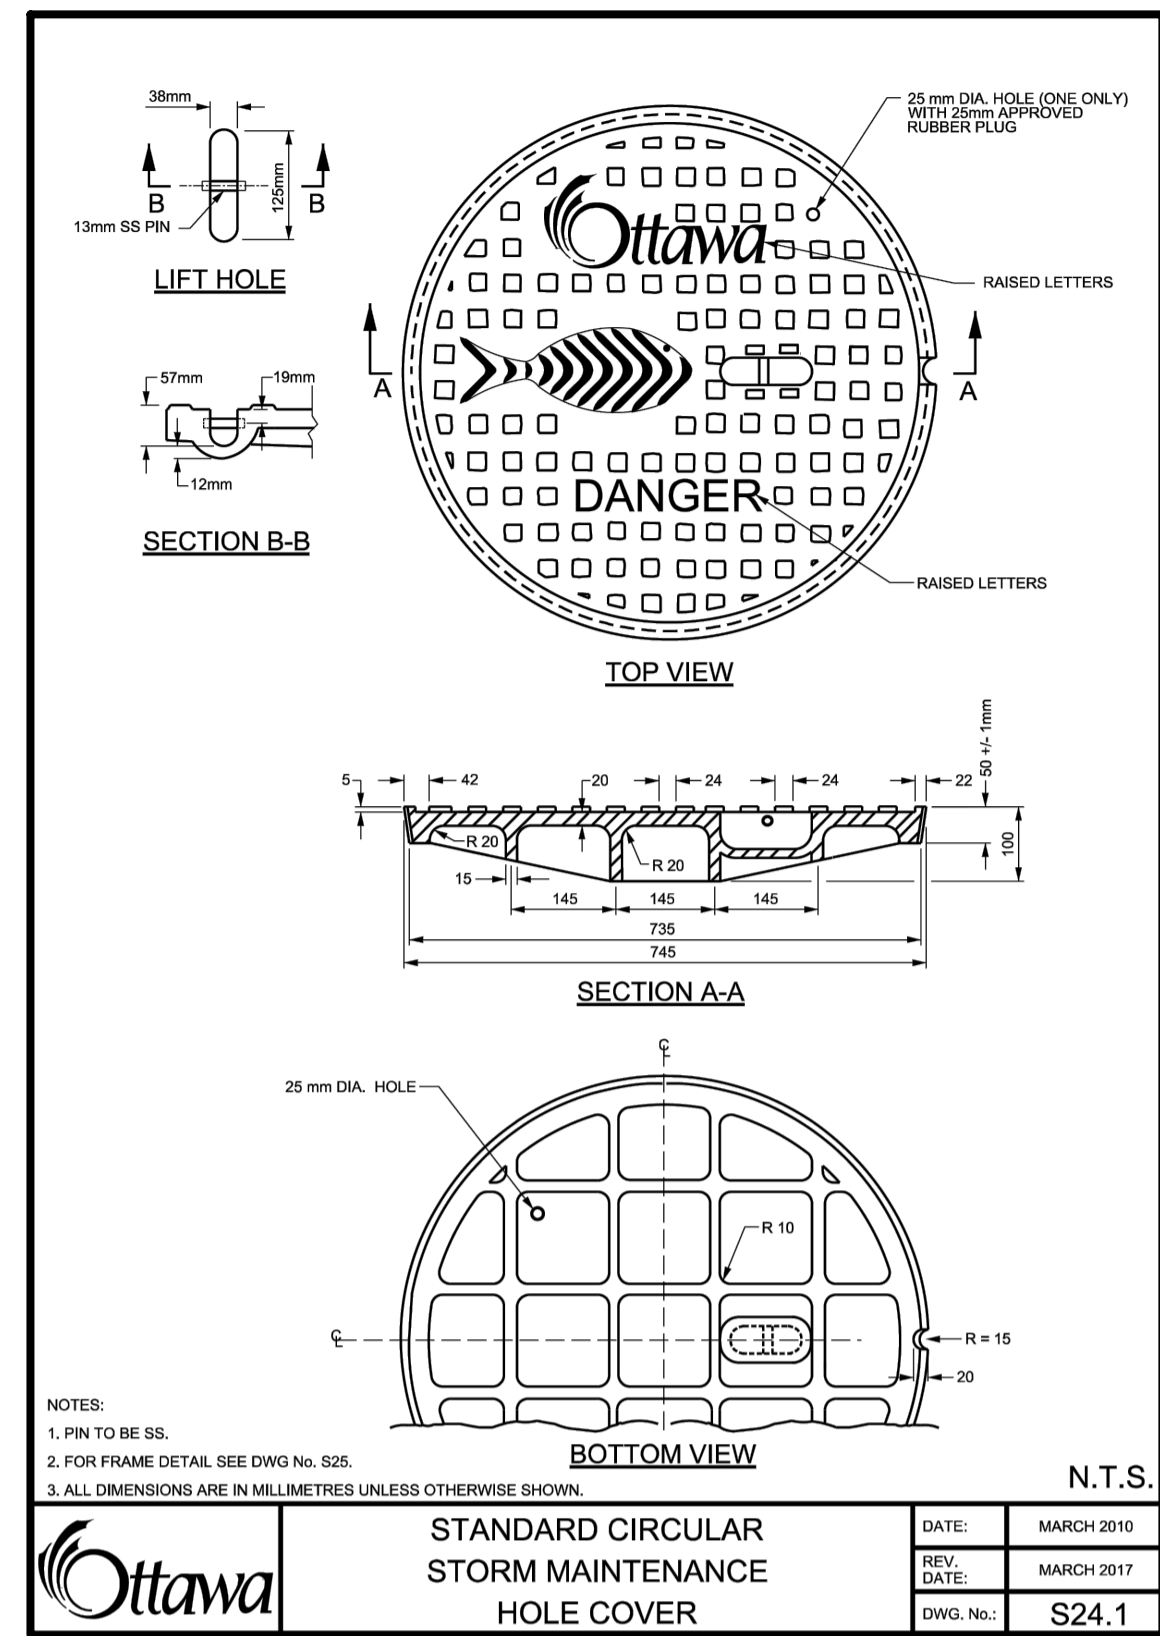 38mm
125mm
B
B
13mm SS PIN
LIFT HOLE
57mm
19mm
12mm
SECTION B-B
25 mm DIA. HOLE (ONE ONLY)
WITH 25mm APPROVED
RUBBER PLUG
Ottawa
RAISED LETTERS
A
A
DANGER
RAISED LETTERS
TOP VIEW
5
42
20
24
24
22
50 +/- 1mm
100
R 20
R 20
15
145
145
145
735
745
SECTION A-A
℄
25 mm DIA. HOLE
R 10
℄
R = 15
20
BOTTOM VIEW
NOTES:
1. PIN TO BE SS.
2. FOR FRAME DETAIL SEE DWG No. S25.
3. ALL DIMENSIONS ARE IN MILLIMETRES UNLESS OTHERWISE SHOWN.
N.T.S.
Ottawa
STANDARD CIRCULAR
STORM MAINTENANCE
HOLE COVER
DATE: MARCH 2010
REV.
DATE: MARCH 2017
DWG. No.: S24.1